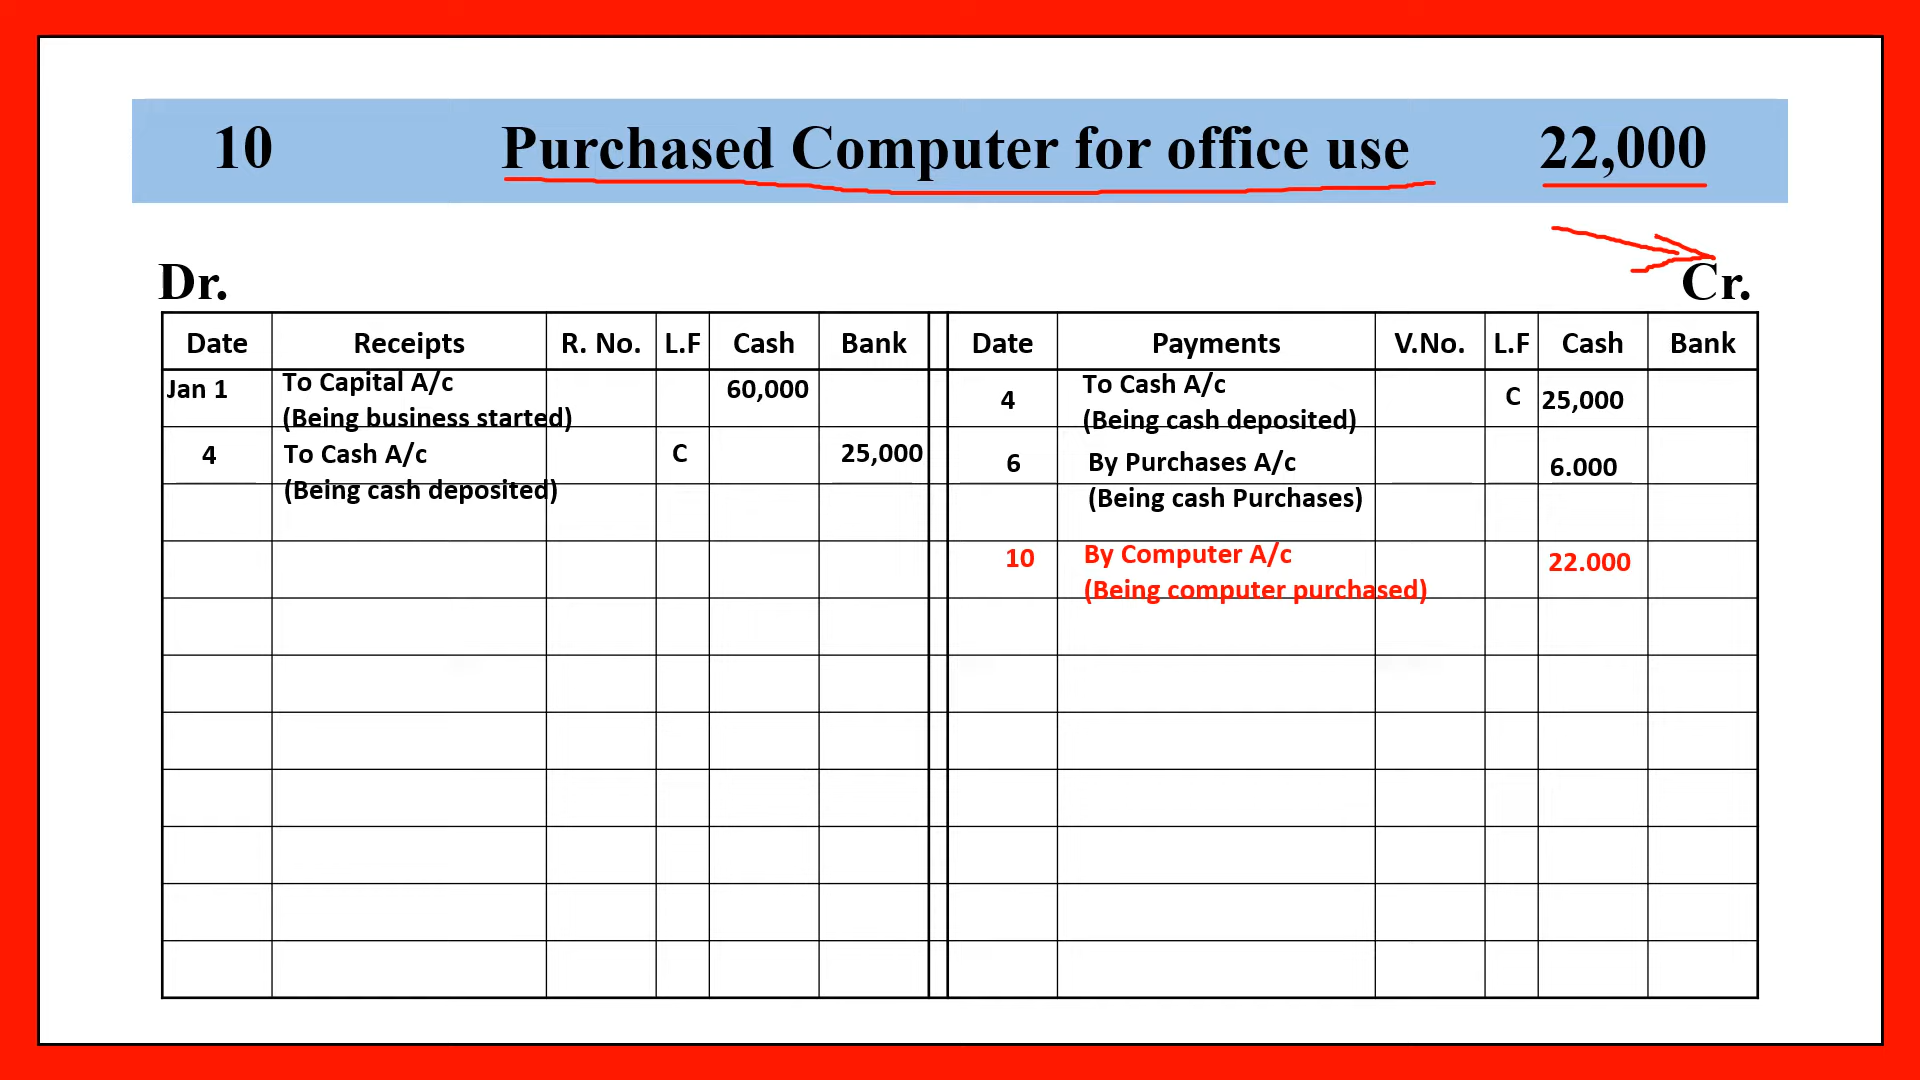 10 Purchased Computer for office use 22,000
Dr. Cr.
Date Receipts R. No. L.F Cash Bank Date Payments V.No. L.F Cash Bank
Jan 1 To Capital A/c 60,000
(Being business started)
4 To Cash A/c C 25,000
(Being cash deposited)
4 To Cash A/c C 25,000
(Being cash deposited)
6 By Purchases A/c 6.000
(Being cash Purchases)
10 By Computer A/c 22.000
(Being computer purchased)